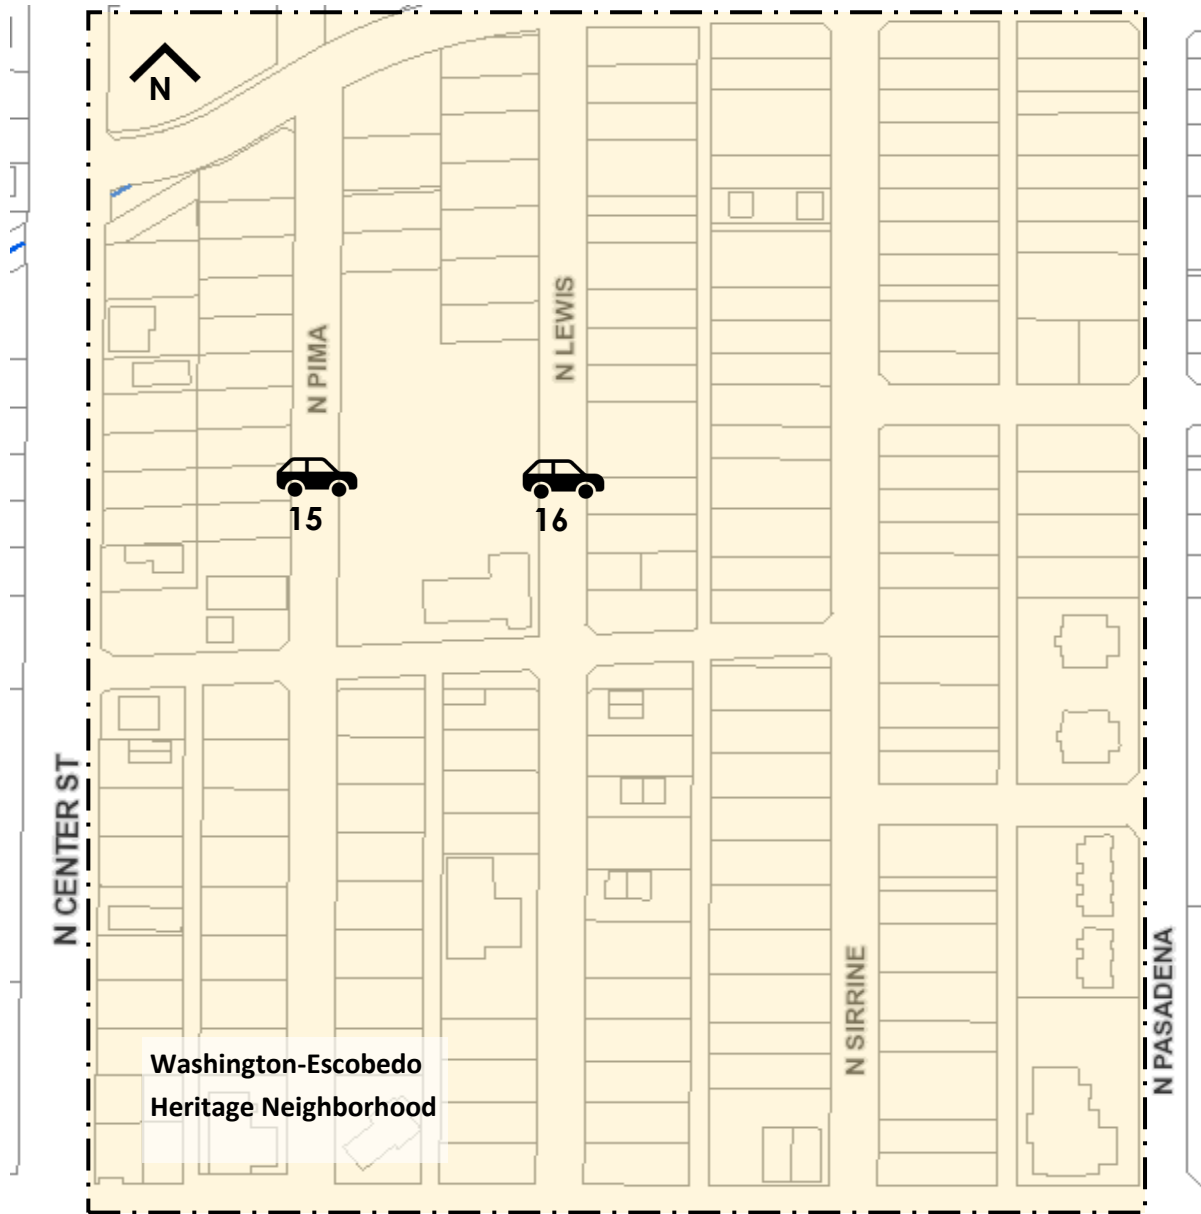 N
N PIMA
N LEWIS
15
16
N CENTER ST
N SIRRINE
N PASADENA
Washington-Escobedo
Heritage Neighborhood